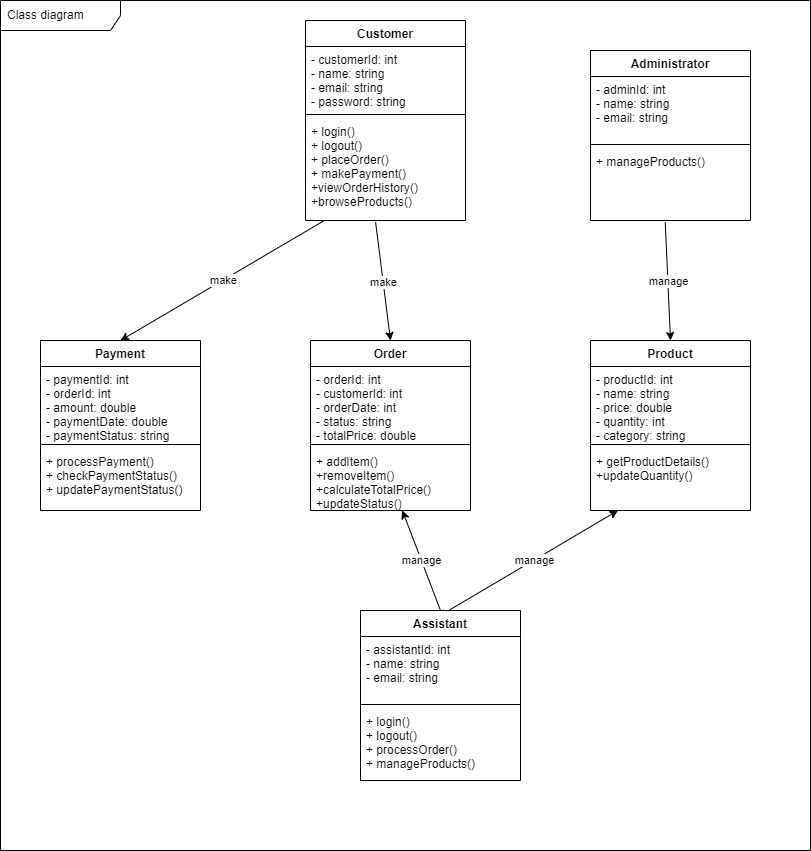 Class diagram
Customer
- customerId: int
- name: string
- email: string
- password: string
+ login()
+ logout()
+ placeOrder()
+ makePayment()
+viewOrderHistory()
+browseProducts()
Administrator
- adminId: int
- name: string
- email: string
+ manageProducts()
make
make
manage
Payment
- paymentId: int
- orderId: int
- amount: double
- paymentDate: double
- paymentStatus: string
+ processPayment()
+ checkPaymentStatus()
+ updatePaymentStatus()
Order
- orderId: int
- customerId: int
- orderDate: int
- status: string
- totalPrice: double
+ addItem()
+removeItem()
+calculateTotalPrice()
+updateStatus()
Product
- productId: int
- name: string
- price: double
- quantity: int
- category: string
+ getProductDetails()
+updateQuantity()
manage
manage
Assistant
- assistantId: int
- name: string
- email: string
+ login()
+ logout()
+ processOrder()
+ manageProducts()